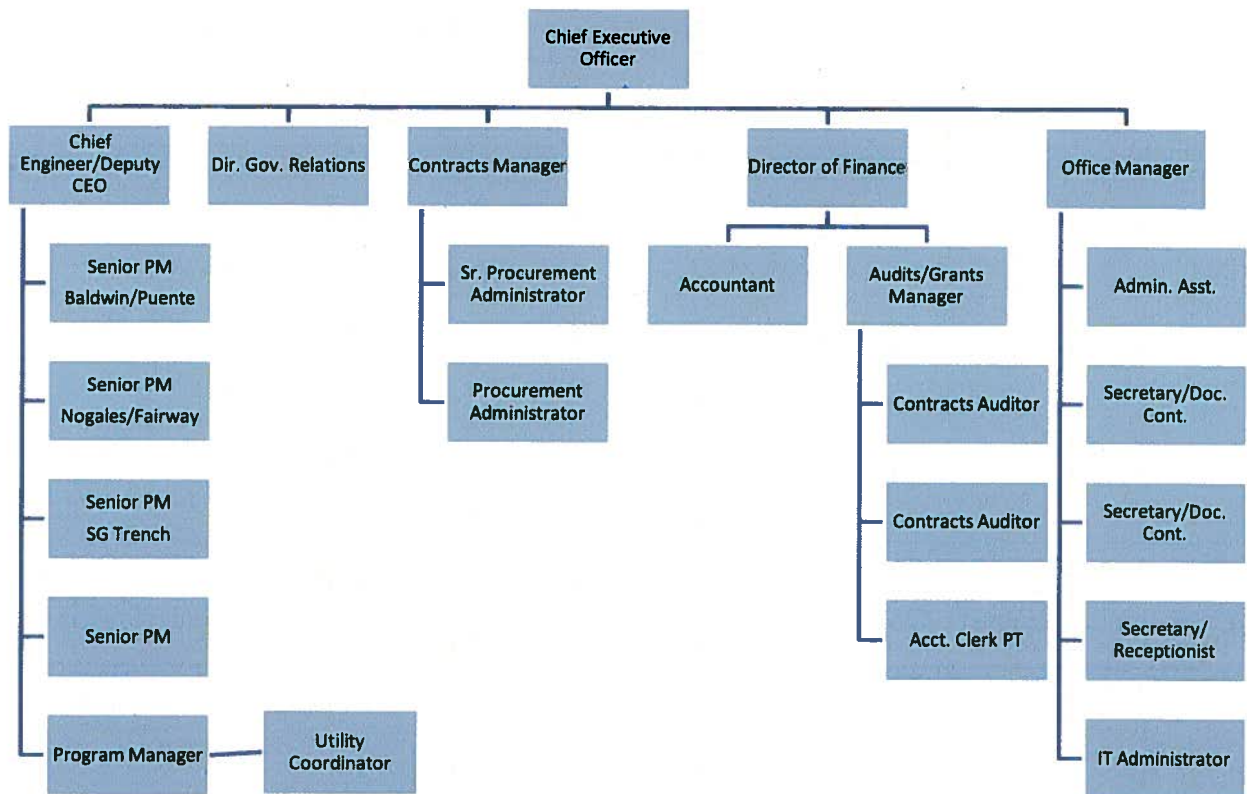 Chief Executive
Officer
Chief
Engineer/Deputy
CEO
Dir. Gov. Relations
Contracts Manager
Director of Finance
Office Manager
Senior PM
Baldwin/Puente
Sr. Procurement
Administrator
Accountant
Audits/Grants
Manager
Admin. Asst.
Senior PM
Nogales/Fairway
Procurement
Administrator
Contracts Auditor
Secretary/Doc.
Cont.
Senior PM
SG Trench
Contracts Auditor
Secretary/Doc.
Cont.
Senior PM
Acct. Clerk PT
Secretary/
Receptionist
Program Manager
Utility
Coordinator
IT Administrator